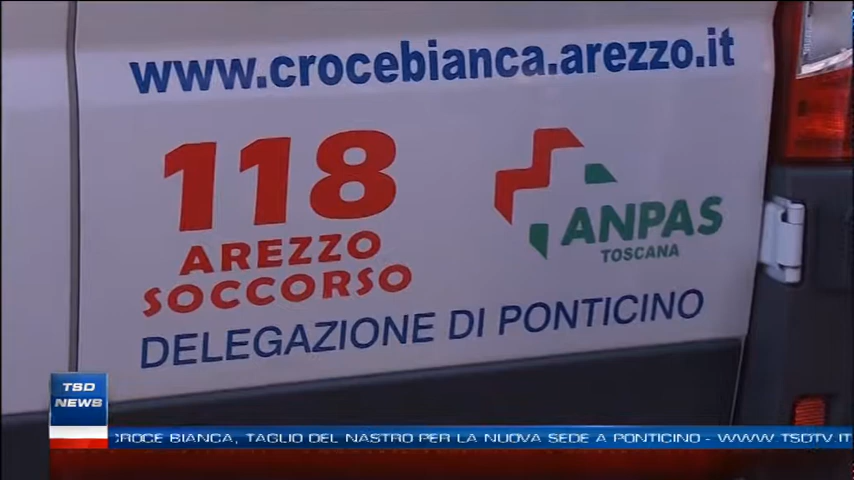 www.crocebianca.arezzo.it
118
AREZZO
SOCCORSO
ANPAS
TOSCANA
DELEGAZIONE DI PONTICINO
TSD
NEWS
CROCE BIANCA, TAGLIO DEL NASTRO PER LA NUOVA SEDE A PONTICINO - WWW.TSDTV.IT